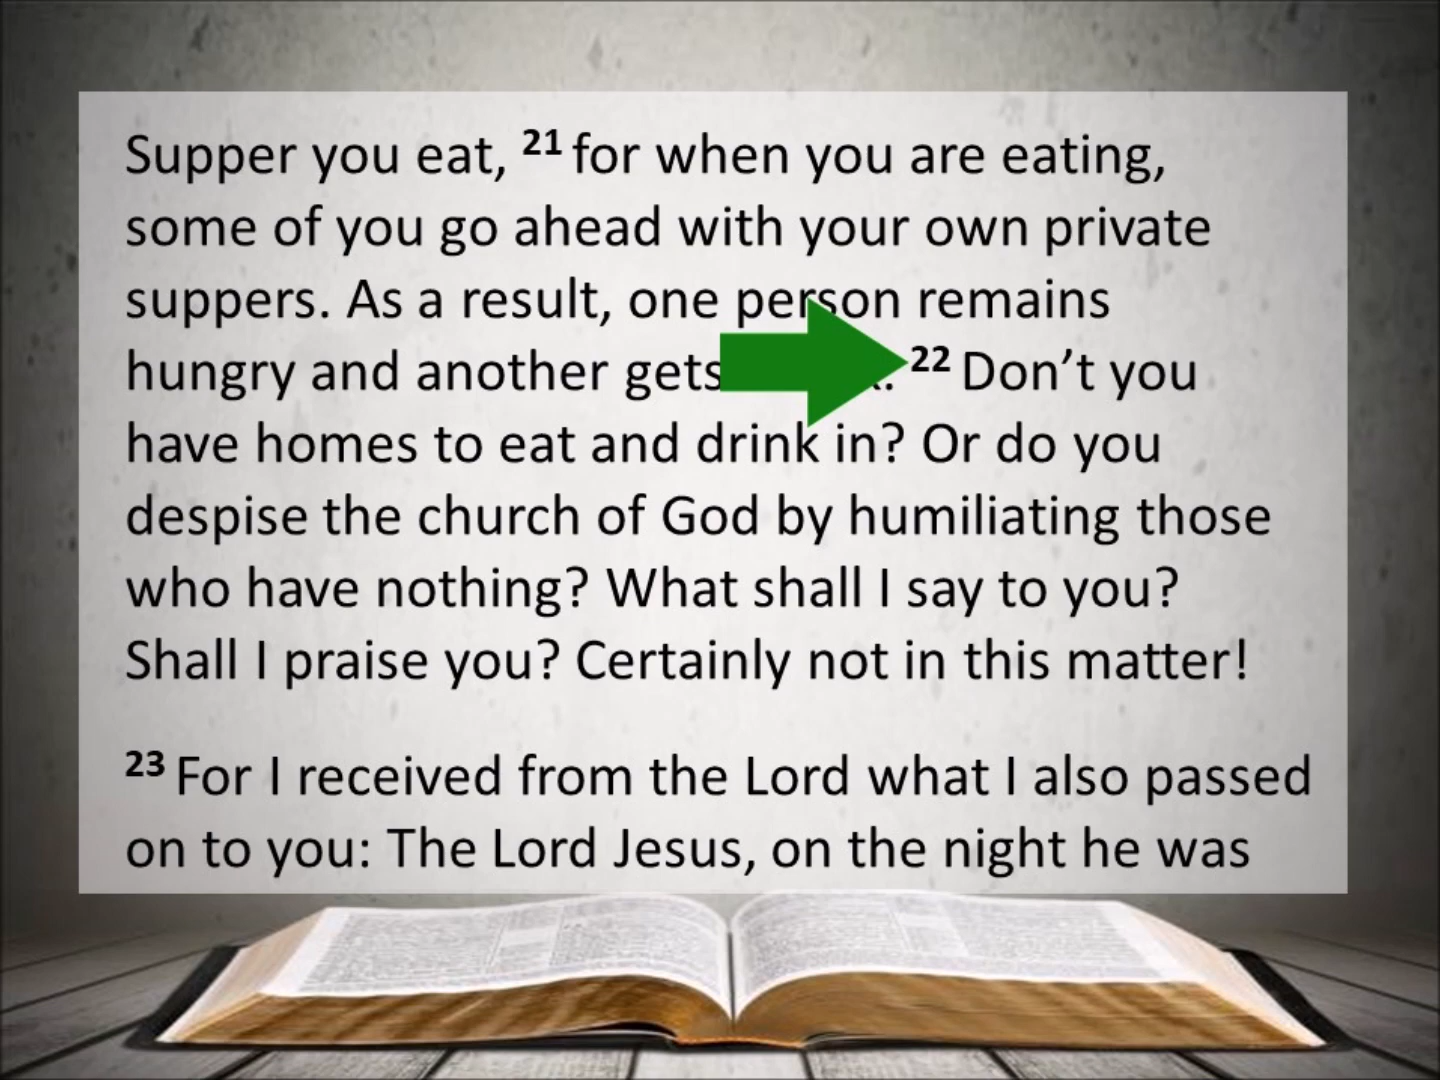 Supper you eat, 21 for when you are eating,
some of you go ahead with your own private
suppers. As a result, one person remains
hungry and another gets . 22 Don’t you
have homes to eat and drink in? Or do you
despise the church of God by humiliating those
who have nothing? What shall I say to you?
Shall I praise you? Certainly not in this matter!
23 For I received from the Lord what I also passed
on to you: The Lord Jesus, on the night he was